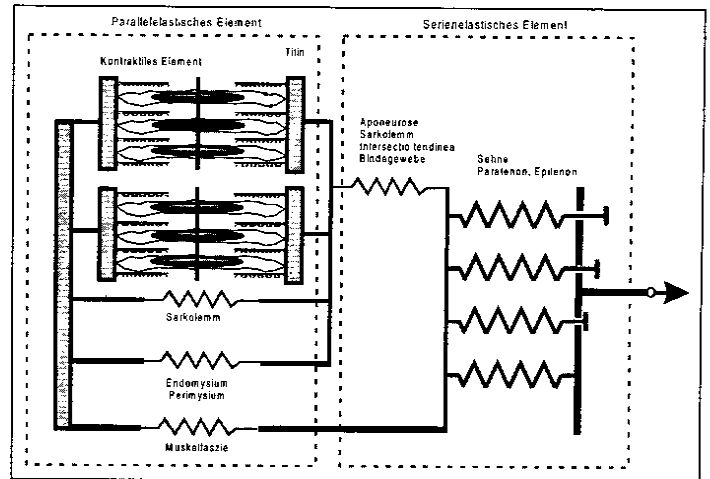 Parallelelastisches Element
Serienelastisches Element
Kontraktiles Element
Titin
Aponeurose
Sarkolemm
Intersectio tendinea
Bindegewebe
Sehne
Paratenon, Epitenon
Sarkolemm
Endomysium
Perimysium
Muskelfaszie